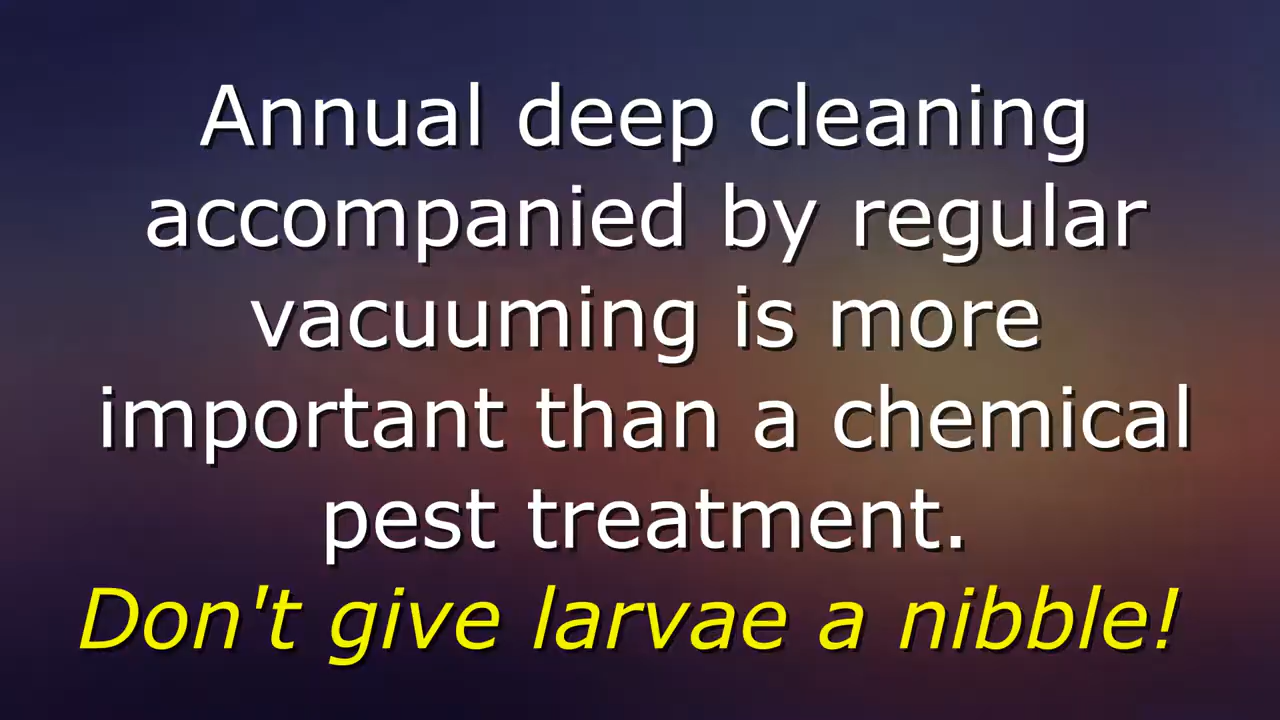 Annual deep cleaning
accompanied by regular
vacuuming is more
important than a chemical
pest treatment.
Don't give larvae a nibble!